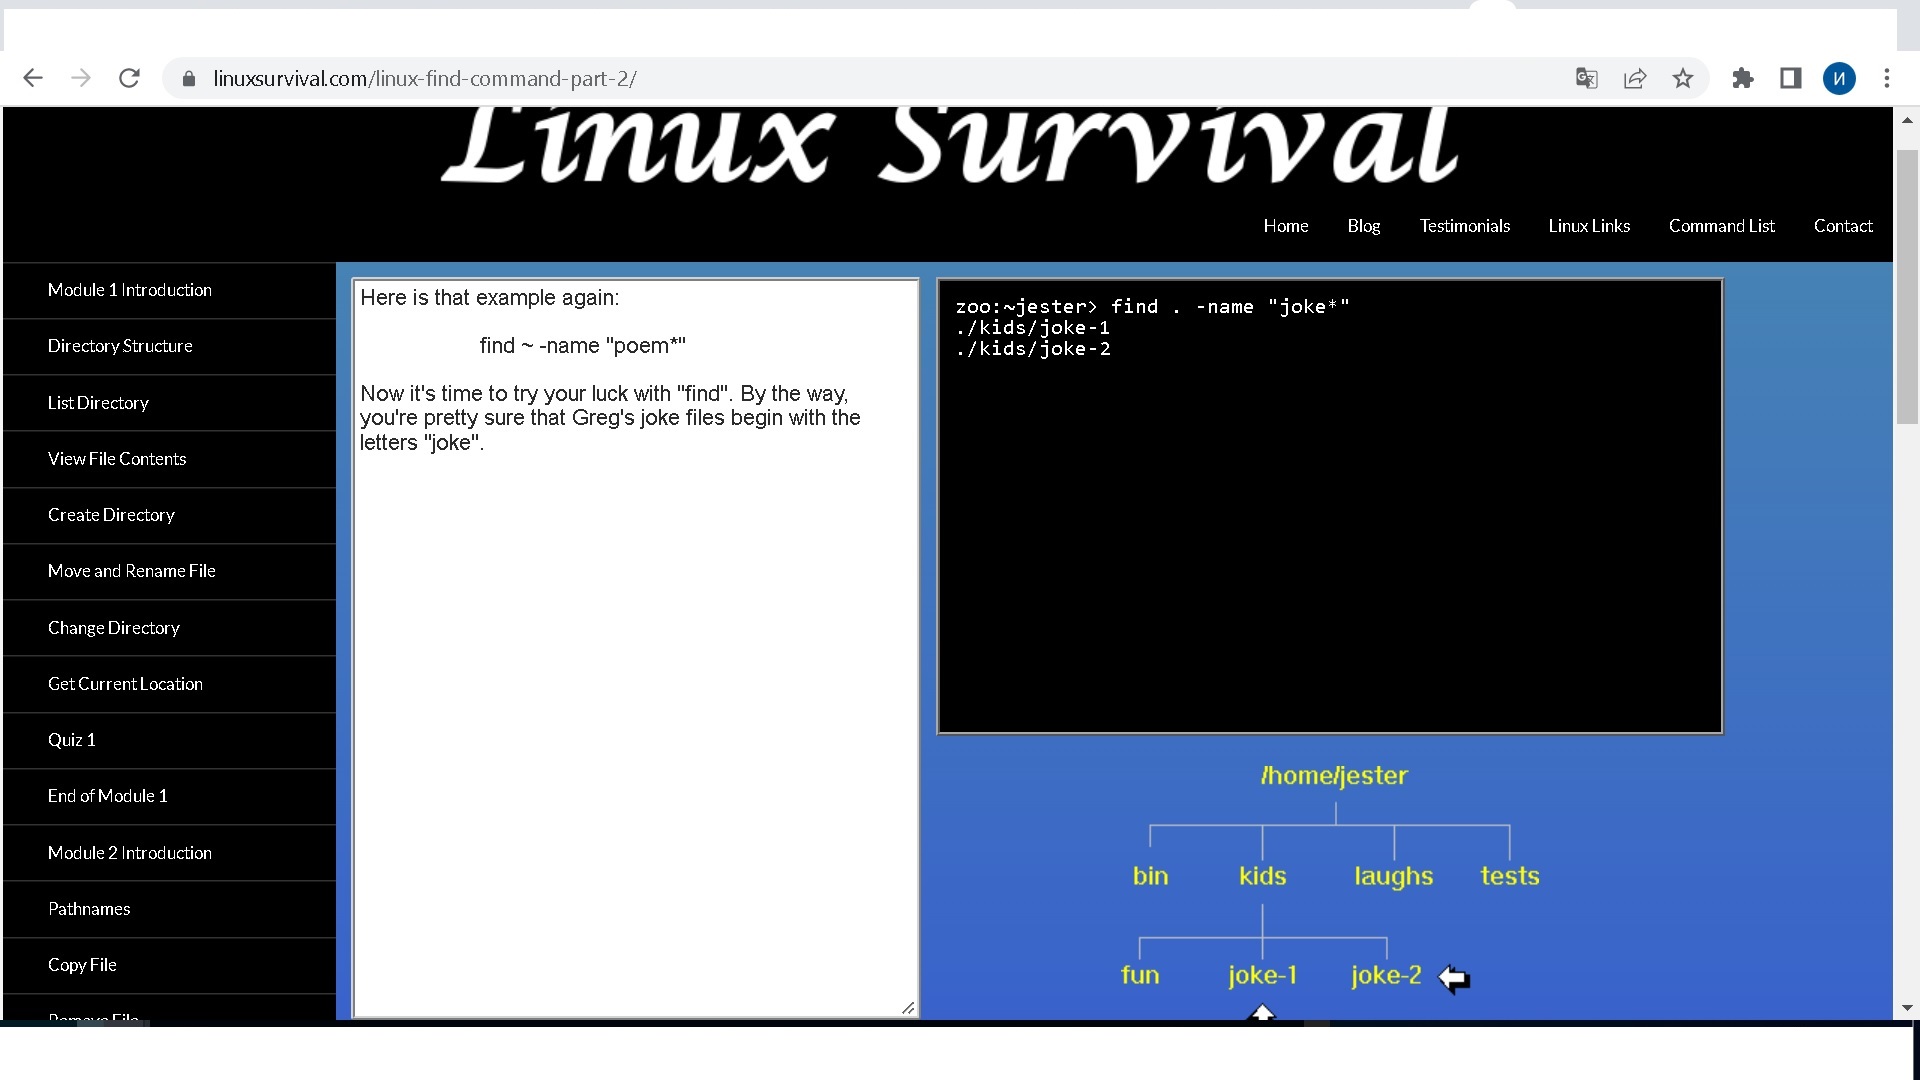 linuxsurvival.com/linux-find-command-part-2/
И
Linux Survival
Home Blog Testimonials Linux Links Command List Contact
Module 1 Introduction
Directory Structure
List Directory
View File Contents
Create Directory
Move and Rename File
Change Directory
Get Current Location
Quiz 1
End of Module 1
Module 2 Introduction
Pathnames
Copy File
Remove File
Here is that example again:
find ~ -name "poem*"
Now it's time to try your luck with "find". By the way,
you're pretty sure that Greg's joke files begin with the
letters "joke".
zoo:~jester> find . -name "joke*"
./kids/joke-1
./kids/joke-2
/home/jester
bin kids laughs tests
fun joke-1 joke-2